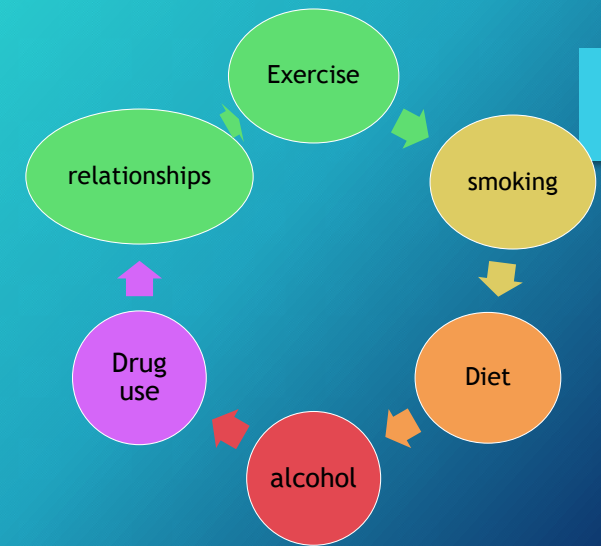 Exercise
smoking
Diet
alcohol
Drug
use
relationships